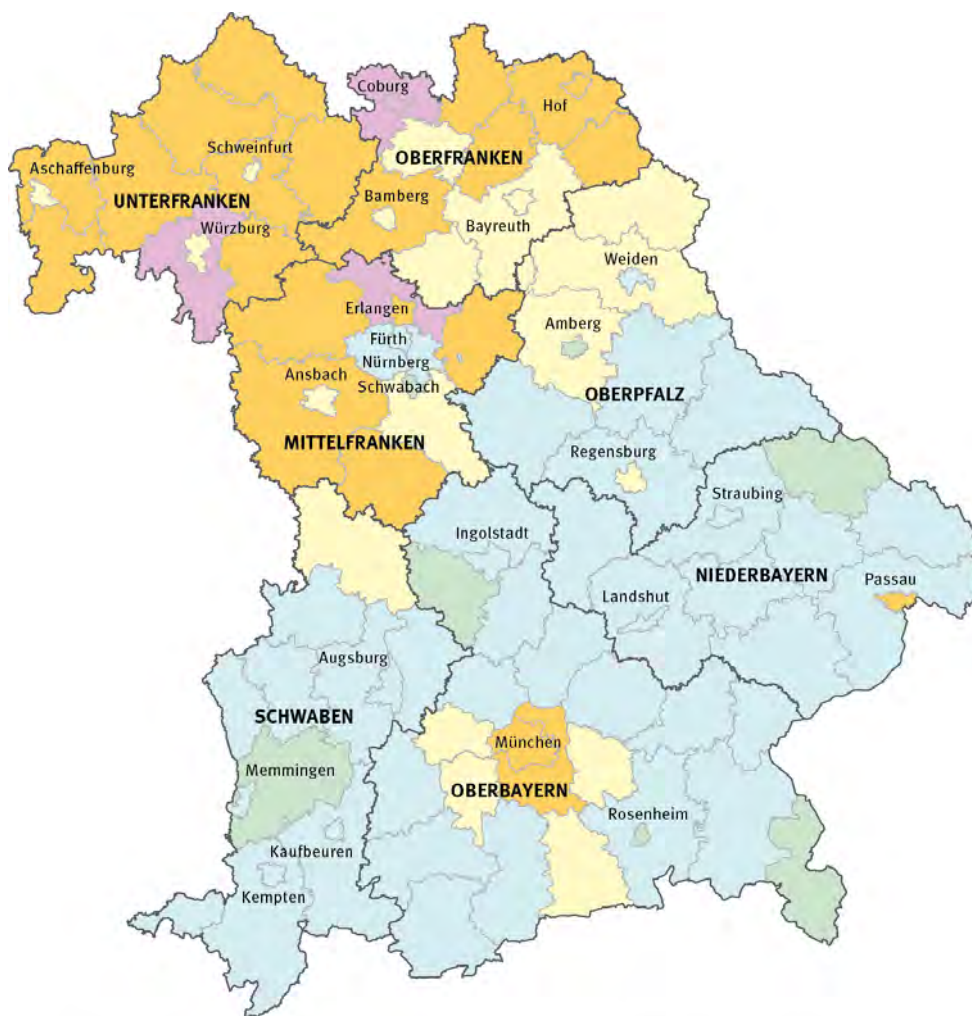 Coburg
Hof
Schweinfurt
OBERFRANKEN
Aschaffenburg
UNTERFRANKEN
Bamberg
Würzburg
Bayreuth
Weiden
Erlangen
Amberg
Fürth
Nürnberg
Ansbach
Schwabach
OBERPFALZ
MITTELFRANKEN
Regensburg
Straubing
Ingolstadt
NIEDERBAYERN
Passau
Landshut
Augsburg
SCHWABEN
München
Memmingen
OBERBAYERN
Rosenheim
Kaufbeuren
Kempten